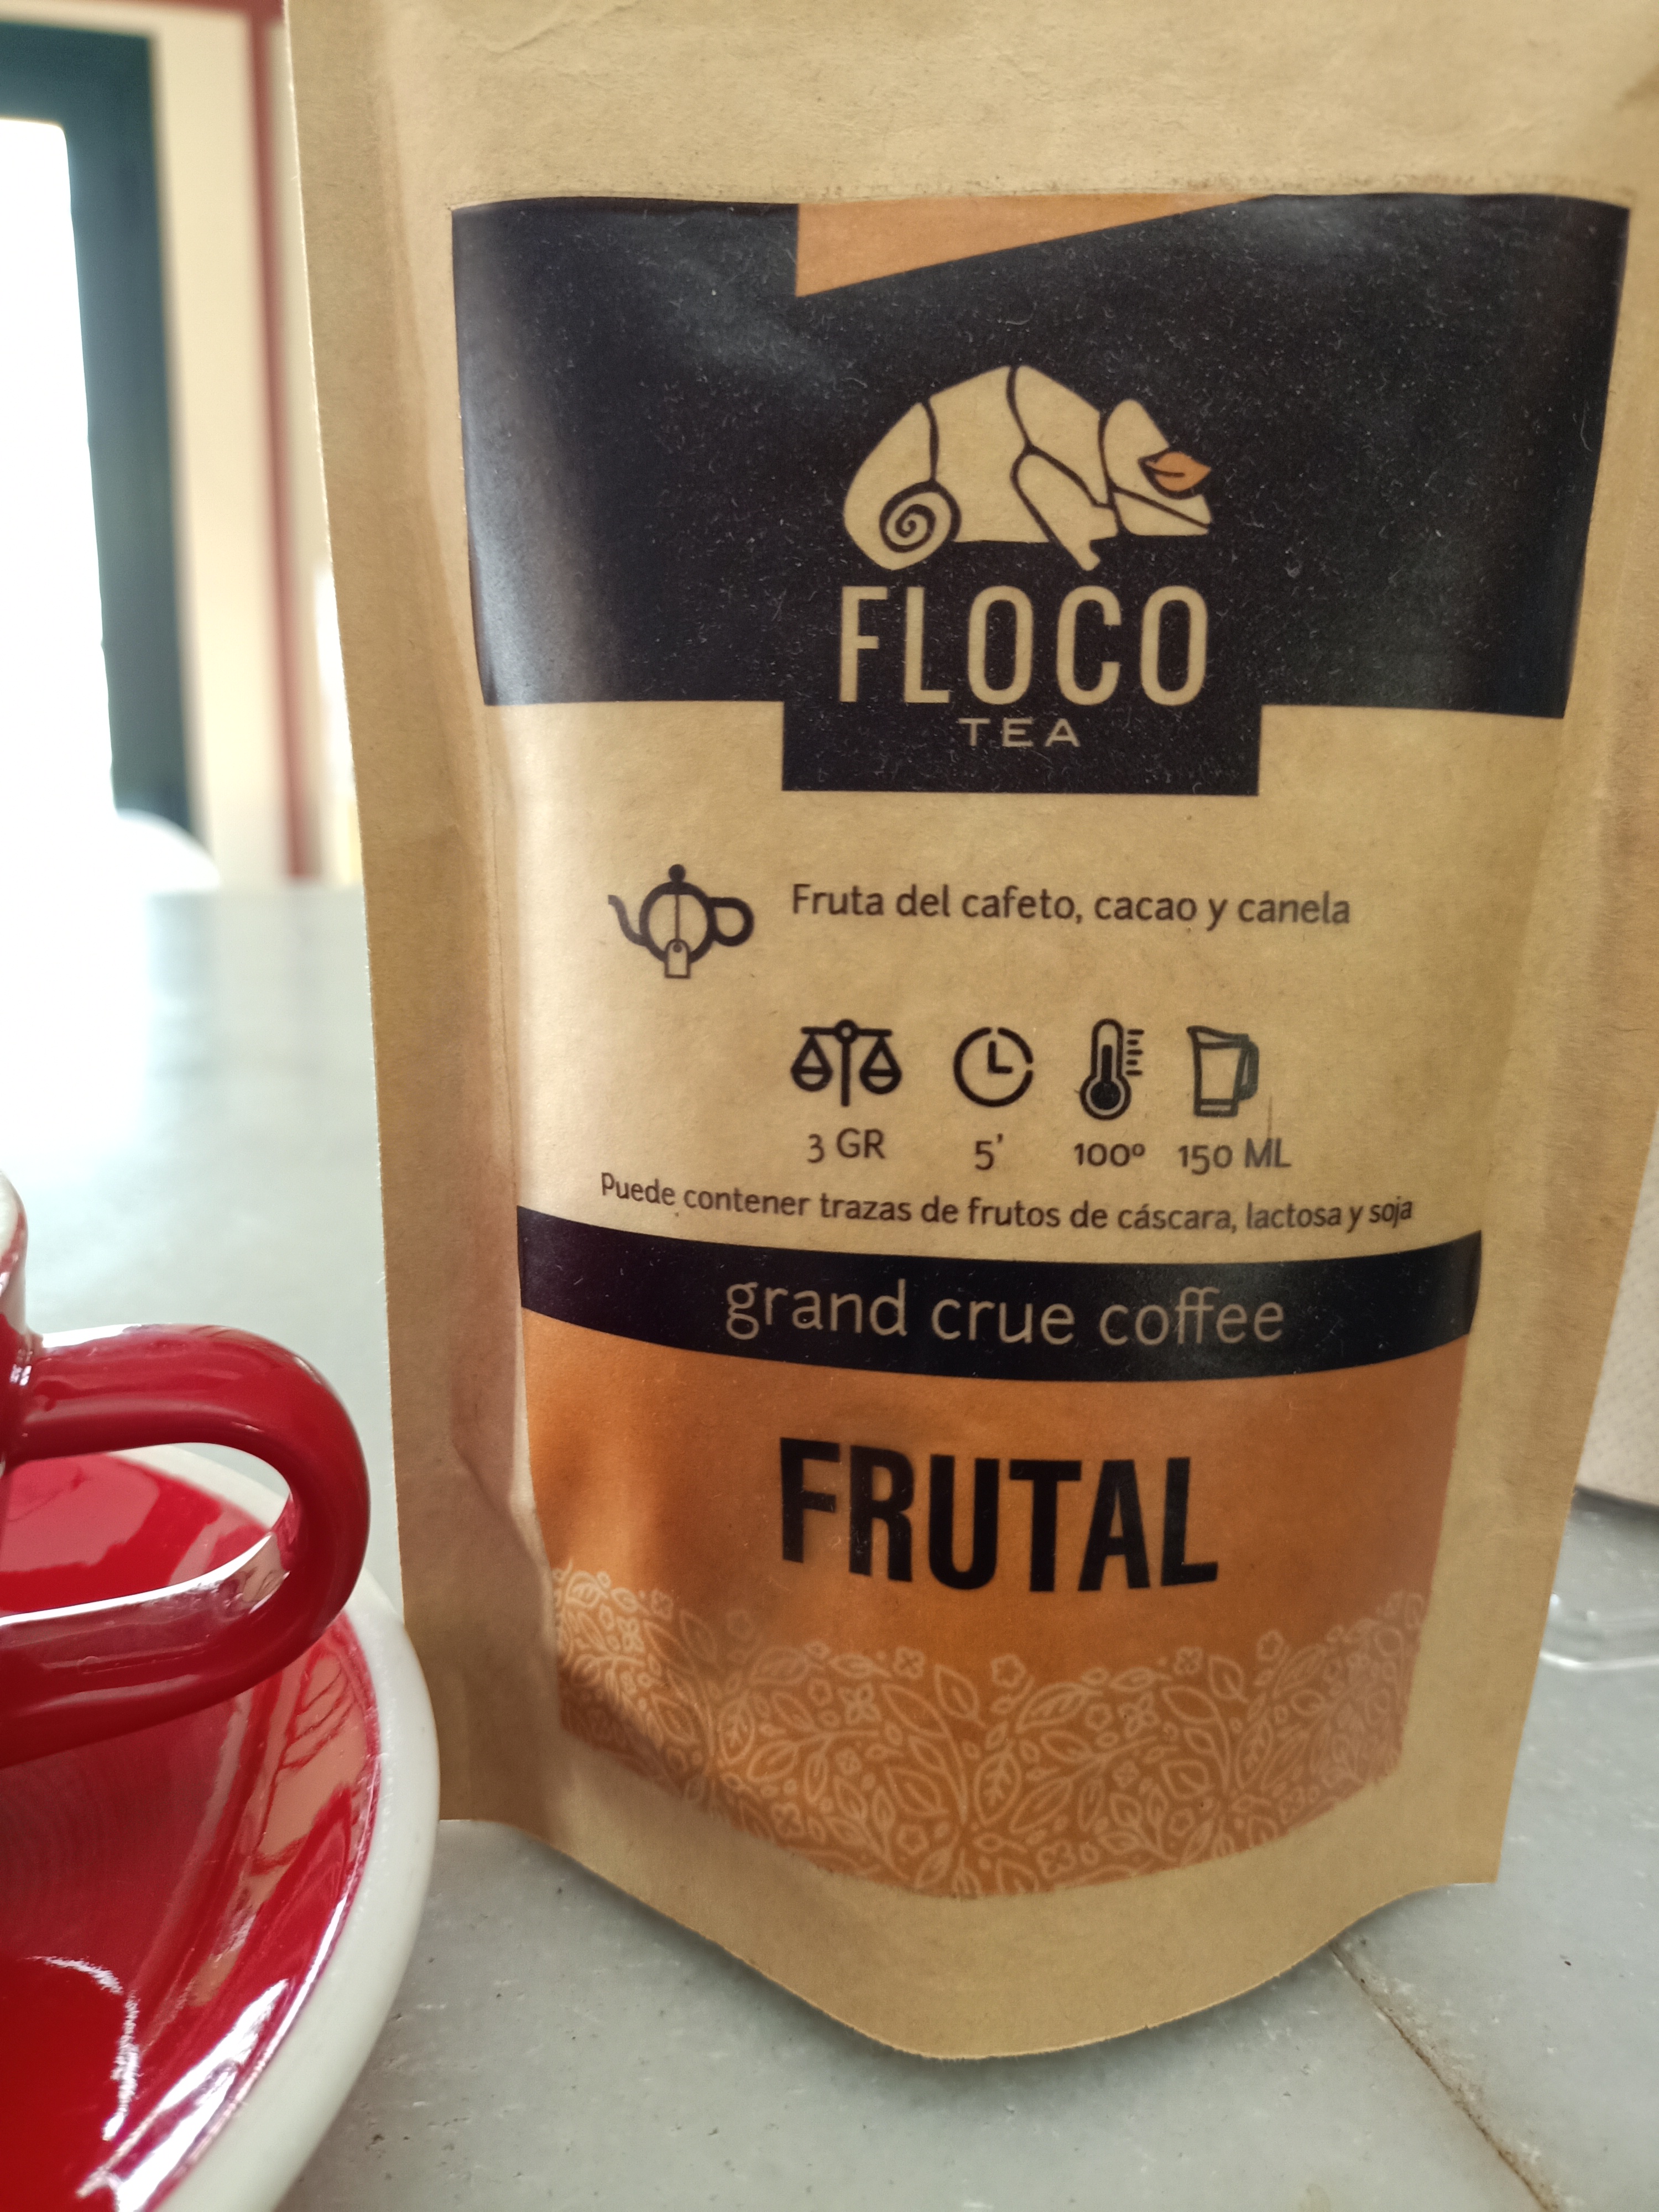 FLOCO
TEA
Fruta del cafeto, cacao y canela
3 GR 5' 100º 150 ML
Puede contener trazas de frutos de cáscara, lactosa y soja
grand crue coffee
FRUTAL